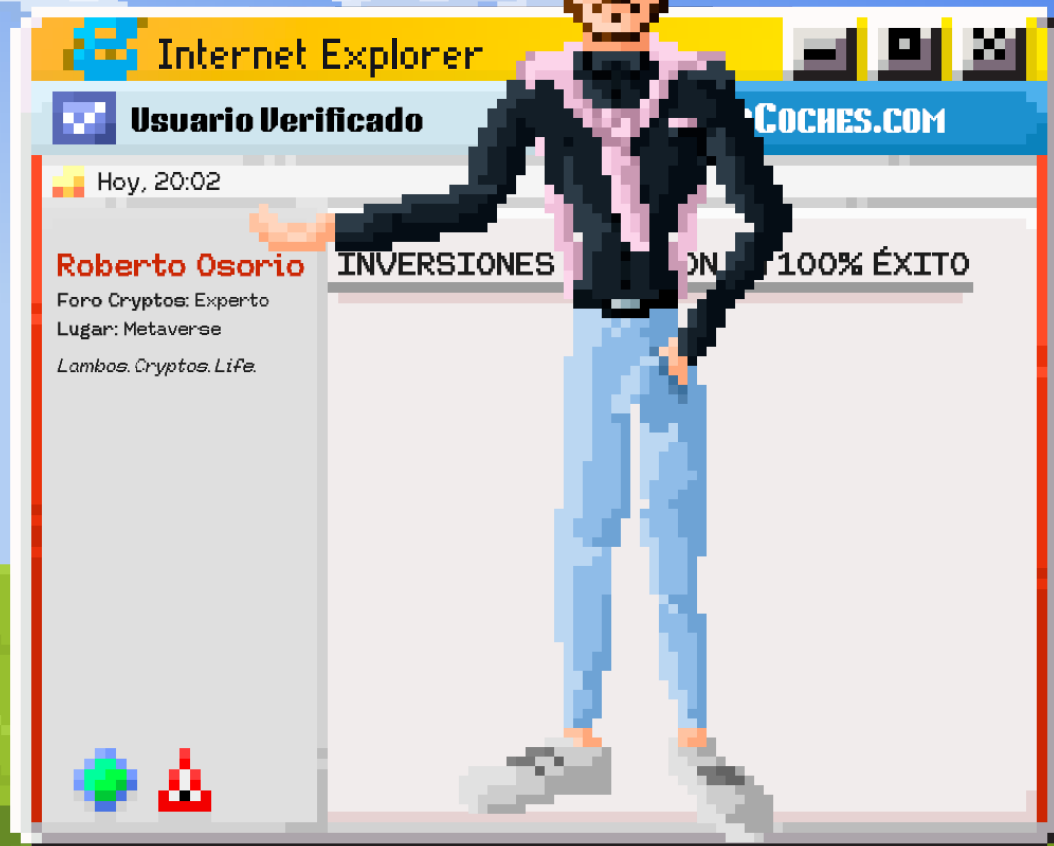 Internet Explorer
Usuario Verificado
COCHES.COM
Hoy, 20:02
Roberto Osorio
INVERSIONES ON 100% ÉXITO
Foro Cryptos: Experto
Lugar: Metaverse
Lambos. Cryptos. Life.